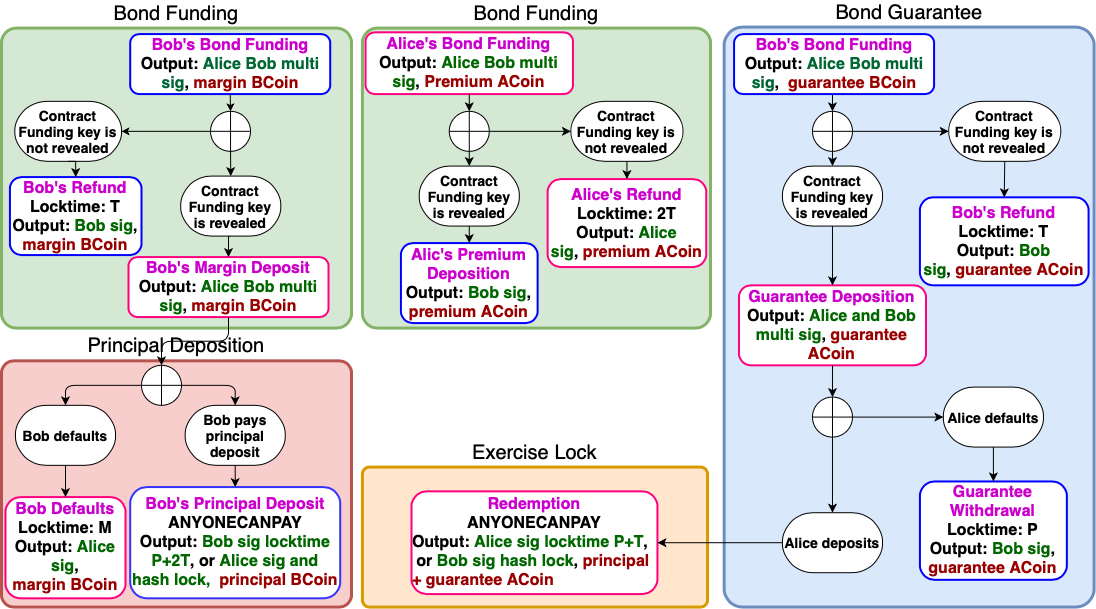 Bond Funding
Bob's Bond Funding
Output: Alice Bob multi
sig, margin BCoin
Contract
Funding key is
not revealed
Bob's Refund
Locktime: T
Output: Bob sig,
margin BCoin
Contract
Funding key
is revealed
Bob's Margin Deposit
Output: Alice Bob multi
sig, margin BCoin
Bond Funding
Alice's Bond Funding
Output: Alice Bob multi
sig, Premium ACoin
Contract
Funding key is
not revealed
Contract
Funding key
is revealed
Alice's Refund
Locktime: 2T
Output: Alice
sig, premium ACoin
Alic's Premium
Deposition
Output: Bob sig,
premium ACoin
Bond Guarantee
Bob's Bond Funding
Output: Alice Bob multi
sig, guarantee BCoin
Contract
Funding key is
not revealed
Contract
Funding key
is revealed
Bob's Refund
Locktime: T
Output: Bob
sig, guarantee ACoin
Guarantee Deposition
Output: Alice and Bob
multi sig, guarantee
ACoin
Alice defaults
Guarantee
Withdrawal
Locktime: P
Output: Bob sig,
guarantee ACoin
Alice deposits
Principal Deposition
Bob defaults
Bob pays
principal
deposit
Bob Defaults
Locktime: M
Output: Alice
sig,
margin BCoin
Bob's Principal Deposit
ANYONECANPAY
Output: Bob sig locktime
P+2T, or Alice sig and
hash lock, principal BCoin
Exercise Lock
Redemption
ANYONECANPAY
Output: Alice sig locktime P+T,
or Bob sig hash lock, principal
+ guarantee ACoin